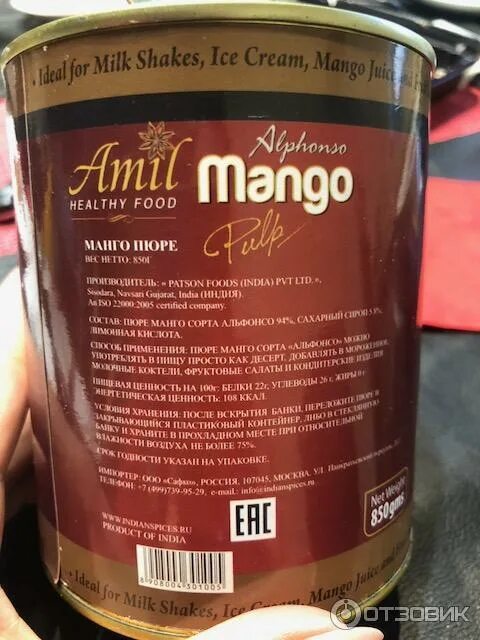 • Ideal for Milk Shakes, Ice Cream, Mango Juice and
Amil
HEALTHY FOOD
Alphonso
mango
Pulp
МАНГО ПЮРЕ
ВЕС НЕТТО: 850Г
ПРОИЗВОДИТЕЛЬ: « PATSON FOODS (INDIA) PVT LTD. »,
Sisodara, Navsari Gujarat, India (ИНДИЯ).
An ISO 22000:2005 certified company.
СОСТАВ: ПЮРЕ МАНГО СОРТА АЛЬФОНСО 94%, САХАРНЫЙ СИРОП
ЛИМОННАЯ КИСЛОТА.
СПОСОБ ПРИМЕНЕНИЯ: ПЮРЕ МАНГО СОРТА «АЛЬФОНСО» МОЖНО
УПОТРЕБЛЯТЬ В ПИЩУ ПРОСТО КАК ДЕСЕРТ, ДОБАВЛЯТЬ В МОРОЖЕНОЕ,
МОЛОЧНЫЕ КОКТЕЛИ, ФРУКТОВЫЕ САЛАТЫ И КОНДИТЕРСКИЕ ИЗДЕЛИЯ
ПИЩЕВАЯ ЦЕННОСТЬ НА 100г: БЕЛКИ 22г, УГЛЕВОДЫ 26 г, ЖИРЫ 0 г
ЭНЕРГЕТИЧЕСКАЯ ЦЕННОСТЬ: 108 ККАЛ.
УСЛОВИЯ ХРАНЕНИЯ: ПОСЛЕ ВСКРЫТИЯ БАНКИ, ПЕРЕЛОЖИТЕ ПЮРЕ В
ЗАКРЫВАЮЩИЙСЯ ПЛАСТИКОВЫЙ КОНТЕЙНЕР, ЛИБО В СТЕКЛЯННУЮ
БАНКУ И ХРАНИТЕ В ПРОХЛАДНОМ МЕСТЕ ПРИ ОТНОСИТЕЛЬНОЙ
ВЛАЖНОСТИ ВОЗДУХА НЕ БОЛЕЕ 75%.
СРОК ГОДНОСТИ УКАЗАН НА УПАКОВКЕ.
ИМПОРТЕР: ООО «Сафаз», РОССИЯ, 107045, МОСКВА, УЛ.
ТЕЛЕФОН: +7 (499)739-95-29, e-mail.: info@indianspices.ru
Net Weight
850gms
WWW.INDIANSPICES.RU
PRODUCT OF INDIA
EAC
8 908004 301005
• Ideal for Milk Shakes, Ice Cream, Mango Juice and
ОТЗОВИК